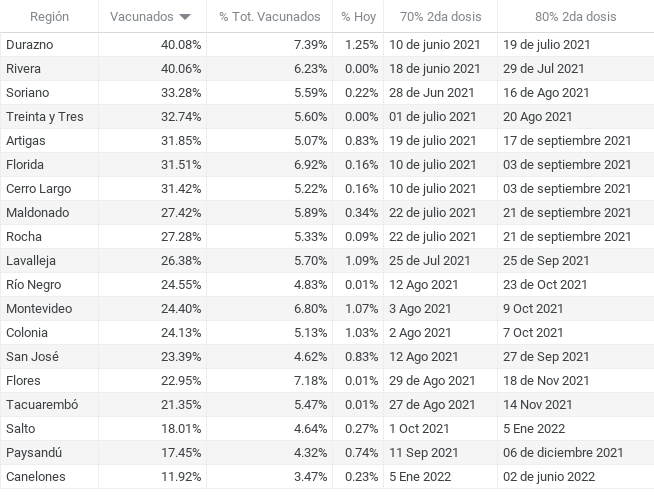 Región Vacunados % Tot. Vacunados % Hoy 70% 2da dosis 80% 2da dosis
Durazno 40.08% 7.39% 1.25% 10 de junio 2021 19 de julio 2021
Rivera 40.06% 6.23% 0.00% 18 de junio 2021 29 de Jul 2021
Soriano 33.28% 5.59% 0.22% 28 de Jun 2021 16 de Ago 2021
Treinta y Tres 32.74% 5.60% 0.00% 01 de julio 2021 20 Ago 2021
Artigas 31.85% 5.07% 0.83% 19 de julio 2021 17 de septiembre 2021
Florida 31.51% 6.92% 0.16% 10 de julio 2021 03 de septiembre 2021
Cerro Largo 31.42% 5.22% 0.16% 10 de julio 2021 03 de septiembre 2021
Maldonado 27.42% 5.89% 0.34% 22 de julio 2021 21 de septiembre 2021
Rocha 27.28% 5.33% 0.09% 22 de julio 2021 21 de septiembre 2021
Lavalleja 26.38% 5.70% 1.09% 25 de Jul 2021 25 de Sep 2021
Río Negro 24.55% 4.83% 0.01% 12 Ago 2021 23 de Oct 2021
Montevideo 24.40% 6.80% 1.07% 3 Ago 2021 9 Oct 2021
Colonia 24.13% 5.13% 1.03% 2 Ago 2021 7 Oct 2021
San José 23.39% 4.62% 0.83% 12 Ago 2021 27 de Sep 2021
Flores 22.95% 7.18% 0.01% 29 de Ago 2021 18 de Nov 2021
Tacuarembó 21.35% 5.47% 0.01% 27 de Ago 2021 14 Nov 2021
Salto 18.01% 4.64% 0.27% 1 Oct 2021 5 Ene 2022
Paysandú 17.45% 4.32% 0.74% 11 Sep 2021 06 de diciembre 2021
Canelones 11.92% 3.47% 0.23% 5 Ene 2022 02 de junio 2022